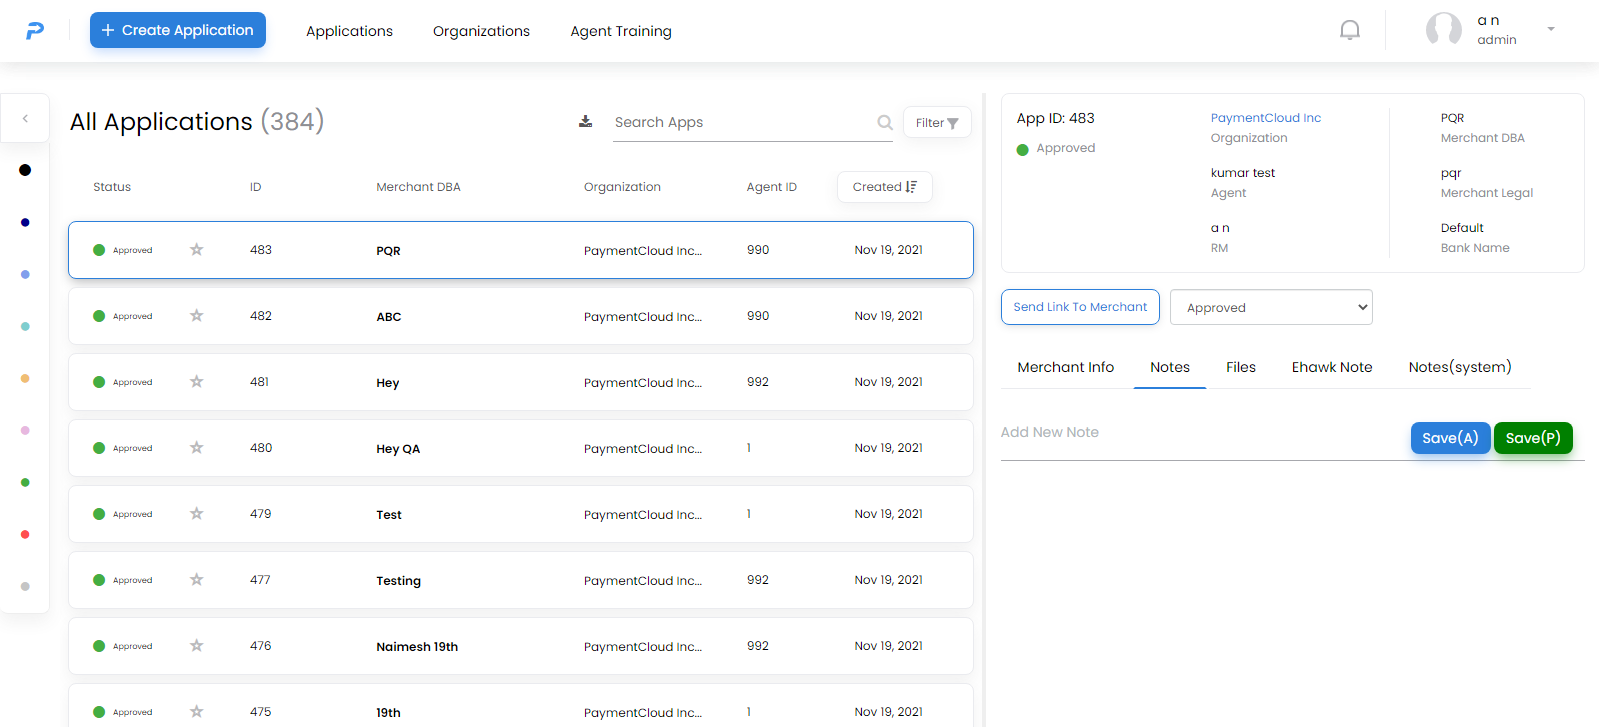 Create Application
Applications
Organizations
Agent Training
a n
admin
All Applications (384)
Search Apps
Filter
Status ID Merchant DBA Organization Agent ID Created
Approved 483 PQR PaymentCloud Inc... 990 Nov 19, 2021
Approved 482 ABC PaymentCloud Inc... 990 Nov 19, 2021
Approved 481 Hey PaymentCloud Inc... 992 Nov 19, 2021
Approved 480 Hey QA PaymentCloud Inc... 1 Nov 19, 2021
Approved 479 Test PaymentCloud Inc... 1 Nov 19, 2021
Approved 477 Testing PaymentCloud Inc... 992 Nov 19, 2021
Approved 476 Naimesh 19th PaymentCloud Inc... 992 Nov 19, 2021
Approved 475 19th PaymentCloud Inc... 1 Nov 19, 2021
App ID: 483
Approved
PaymentCloud Inc
Organization
kumar test
Agent
a n
RM
PQR
Merchant DBA
pqr
Merchant Legal
Default
Bank Name
Send Link To Merchant
Approved
Merchant Info Notes Files Ehawk Note Notes(system)
Add New Note
Save(A) Save(P)